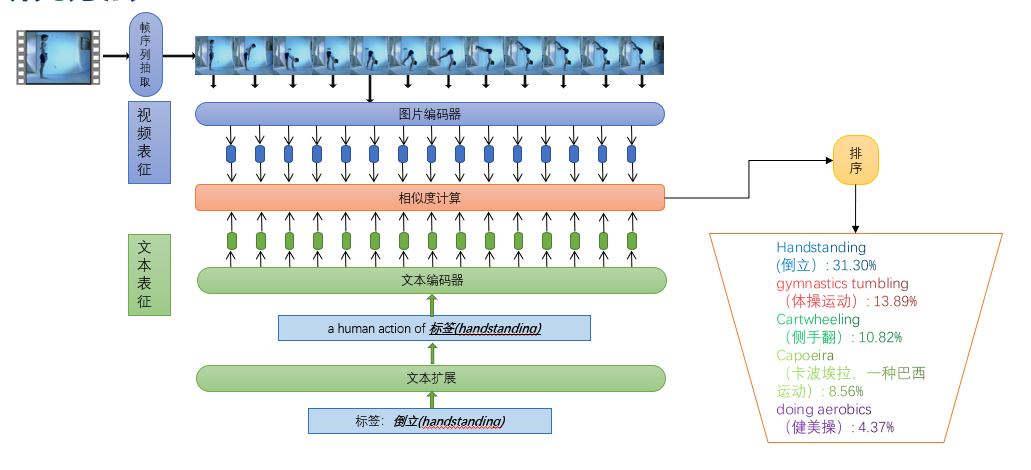 帧序列抽取
视频表征
图片编码器
相似度计算
排序
文本表征
文本编码器
a human action of 标签(handstanding)
文本扩展
标签：倒立(handstanding)
Handstanding
(倒立）: 31.30%
gymnastics tumbling
（体操运动）: 13.89%
Cartwheeling
（侧手翻）: 10.82%
Capoeira
（卡波埃拉，一种巴西
运动）: 8.56%
doing aerobics
（健美操）: 4.37%